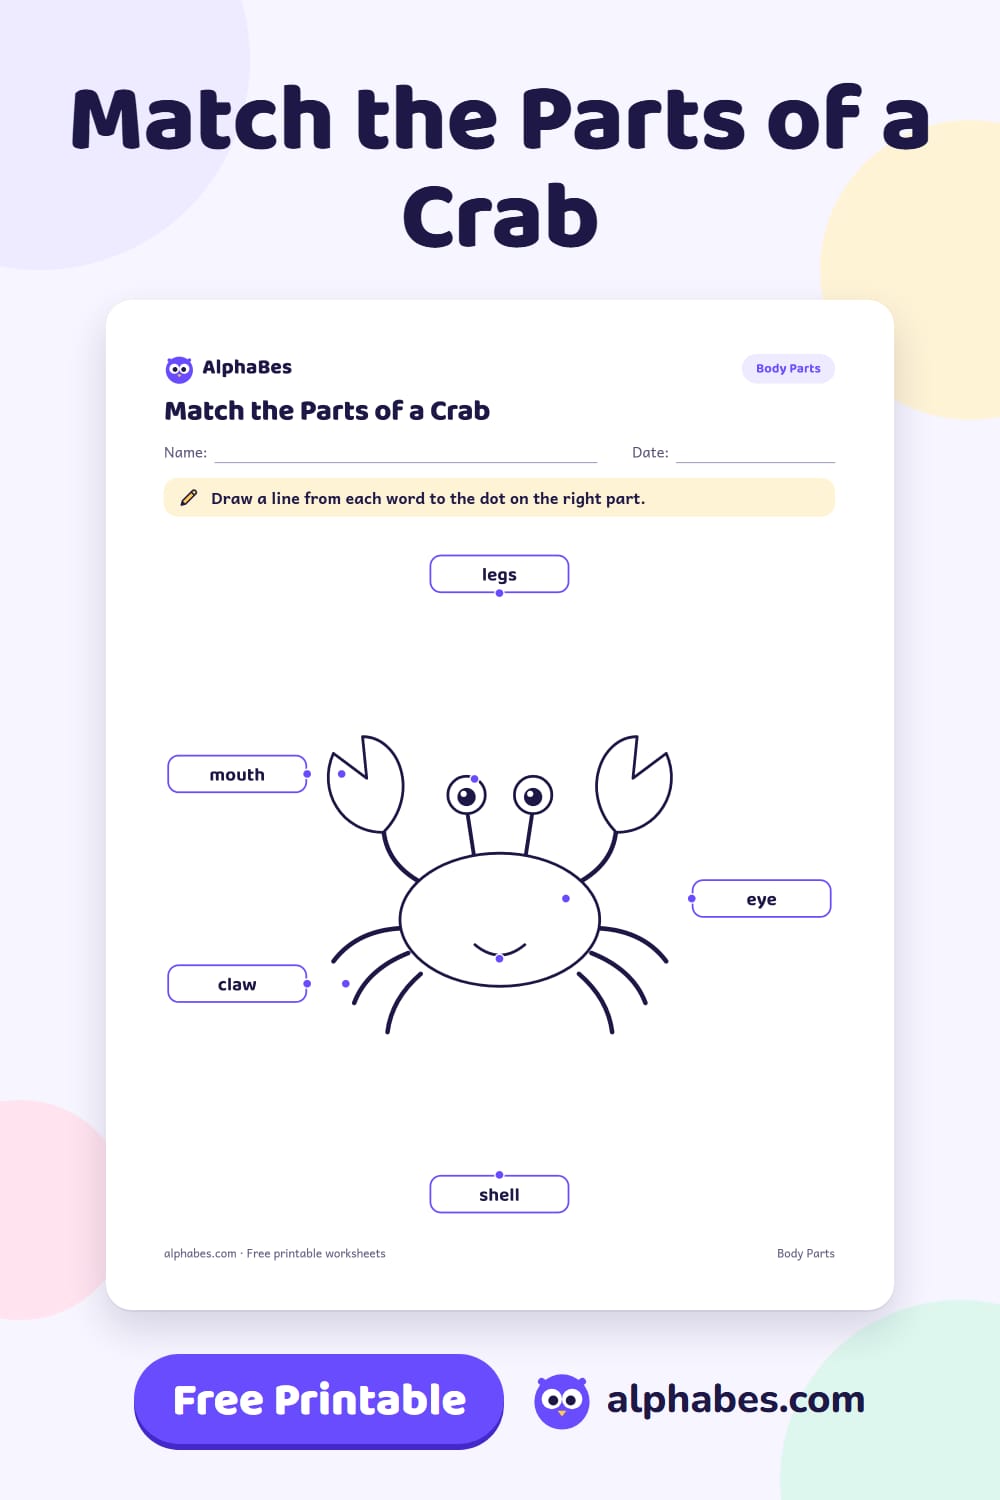 Match the Parts of a
Crab
AlphaBes
Body Parts
Match the Parts of a Crab
Name:
Date:
Draw a line from each word to the dot on the right part.
legs
mouth
eye
claw
shell
alphabes.com · Free printable worksheets
Body Parts
Free Printable
alphabes.com